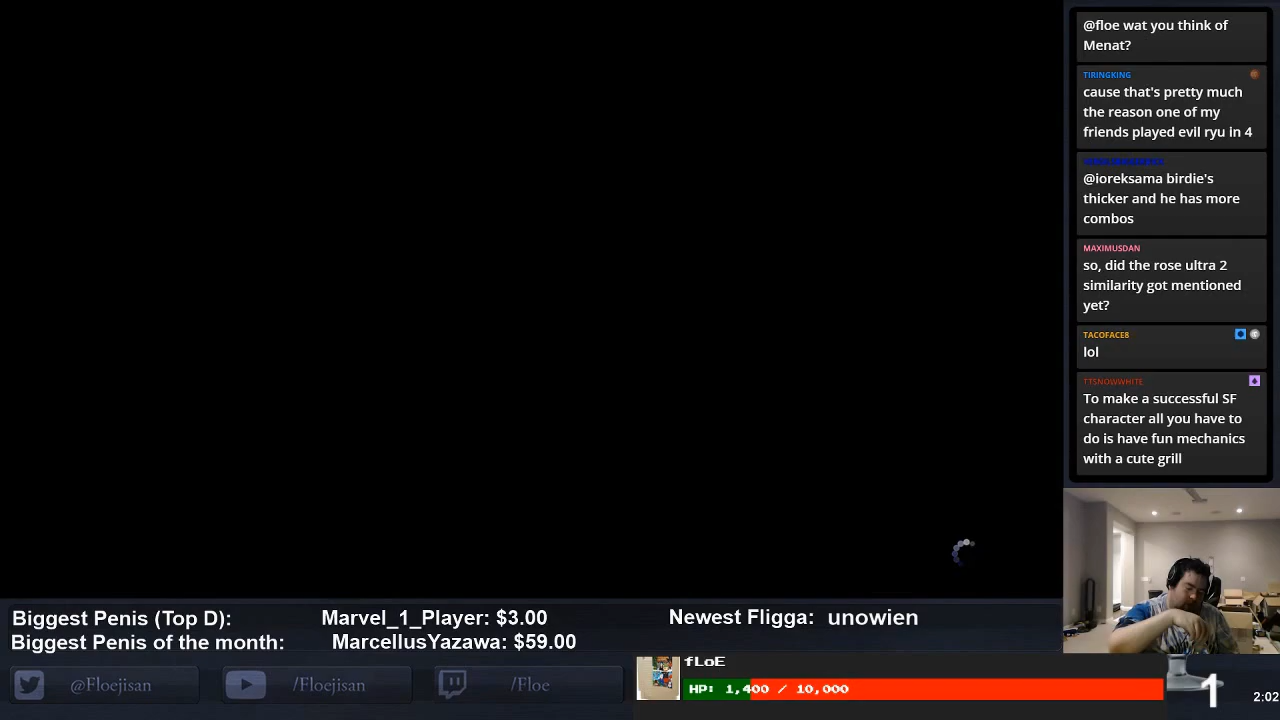 @floe wat you think of
Menat?
TIRINGKING
cause that's pretty much
the reason one of my
friends played evil ryu in 4
@ioreksama birdie's
thicker and he has more
combos
MAXIMUSDAN
so, did the rose ultra 2
similarity got mentioned
yet?
TACOFACE8
lol
TTSNOWWHITE
To make a successful SF
character all you have to
do is have fun mechanics
with a cute grill
Biggest Penis (Top D): Marvel_1_Player: $3.00
Biggest Penis of the month: MarcellusYazawa: $59.00
Newest Fligga: unowien
@Floejisan
/Floejisan
/Floe
fLoE
HP: 1,400 / 10,000
1
2:02